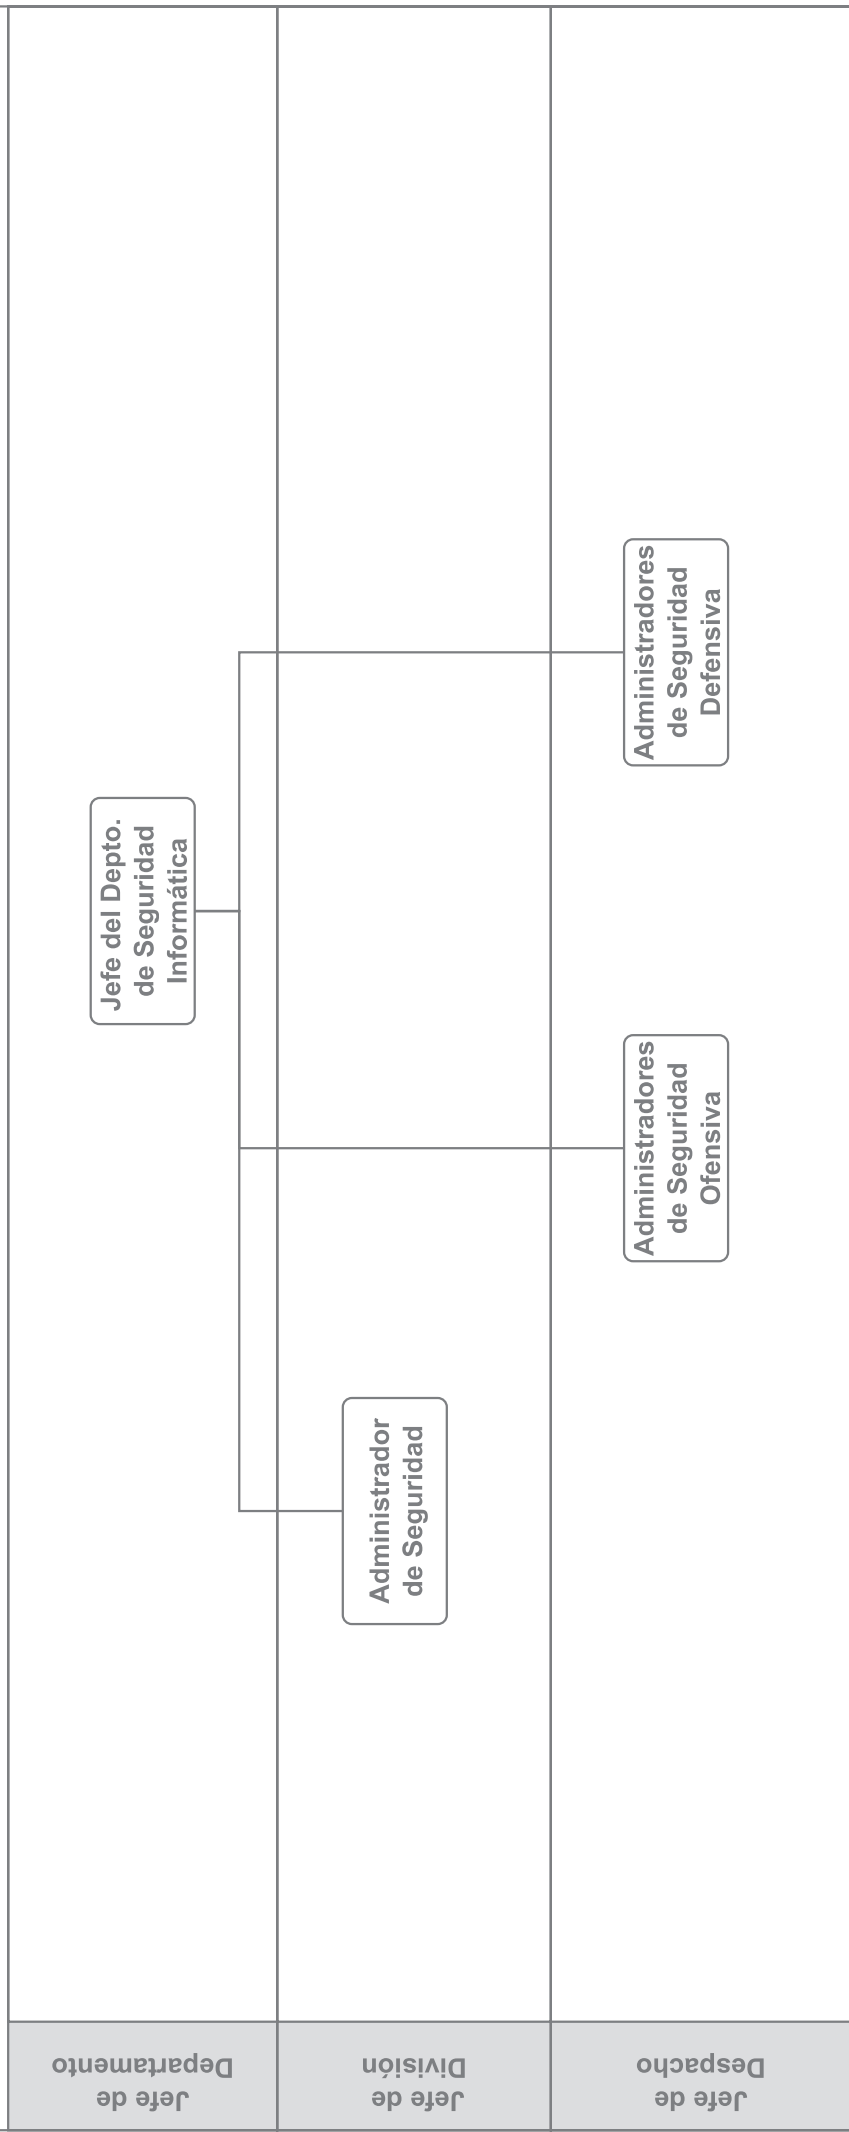 Jefe de
Departamento
Jefe del Depto.
de Seguridad
Informática
Jefe de
División
Administrador
de Seguridad
Jefe de
Despacho
Administradores
de Seguridad
Ofensiva
Administradores
de Seguridad
Defensiva